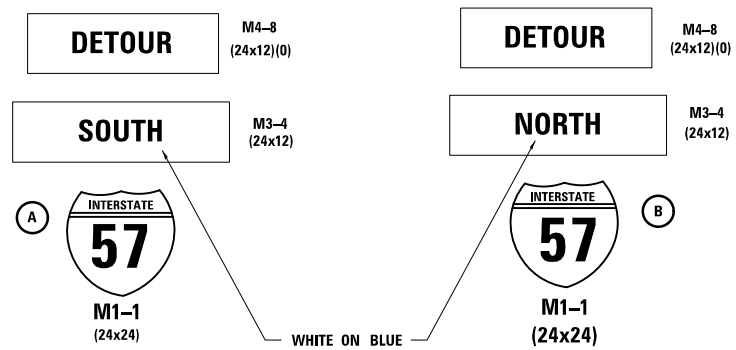 DETOUR
M4–8
(24x12)(0)
SOUTH
M3–4
(24x12)
A
INTERSTATE
57
M1–1
(24x24)
DETOUR
M4–8
(24x12)(0)
NORTH
M3–4
(24x12)
INTERSTATE
57
B
M1–1
(24x24)
WHITE ON BLUE